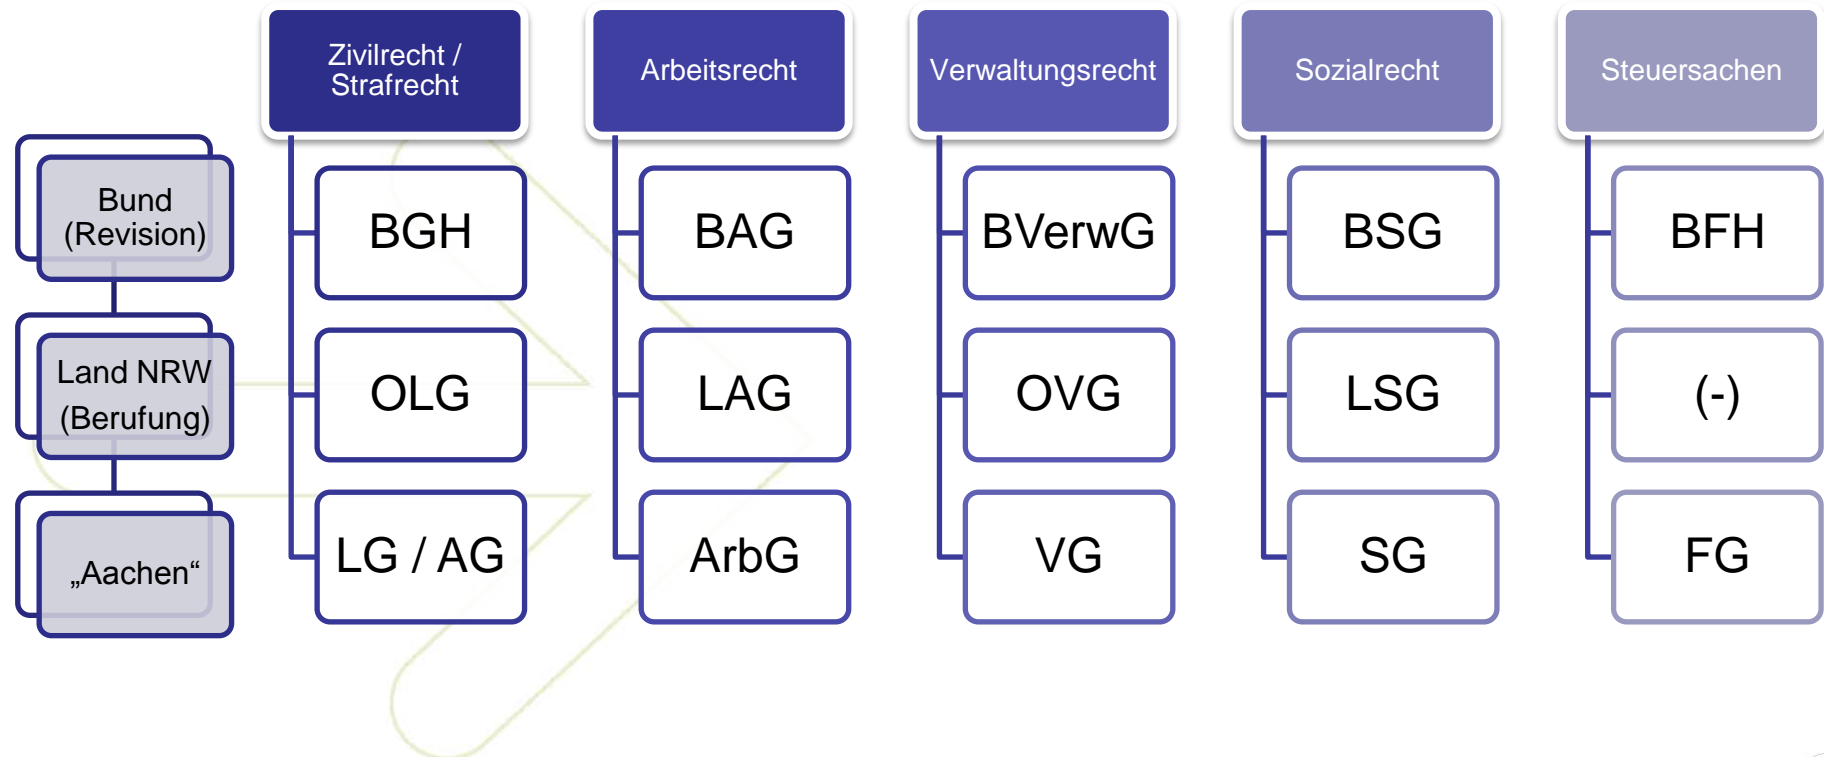 Zivilrecht /
Strafrecht
Arbeitsrecht
Verwaltungsrecht
Sozialrecht
Steuersachen
Bund
(Revision)
BGH
BAG
BVerwG
BSG
BFH
Land NRW
(Berufung)
OLG
LAG
OVG
LSG
(-)
„Aachen“
LG / AG
ArbG
VG
SG
FG